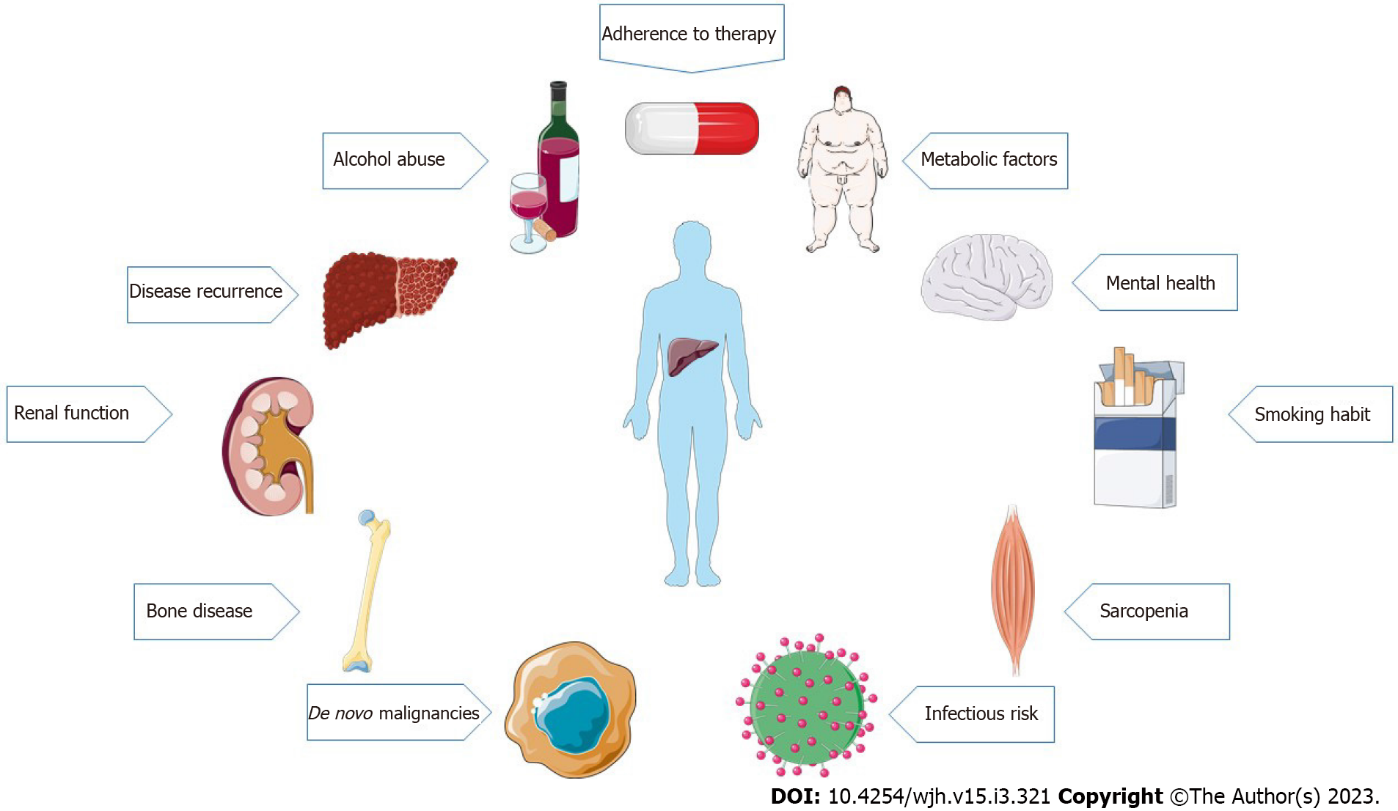 Adherence to therapy
Alcohol abuse
Metabolic factors
Disease recurrence
Mental health
Renal function
Smoking habit
Bone disease
Sarcopenia
De novo malignancies
Infectious risk
DOI: 10.4254/wjh.v15.i3.321 Copyright ©The Author(s) 2023.